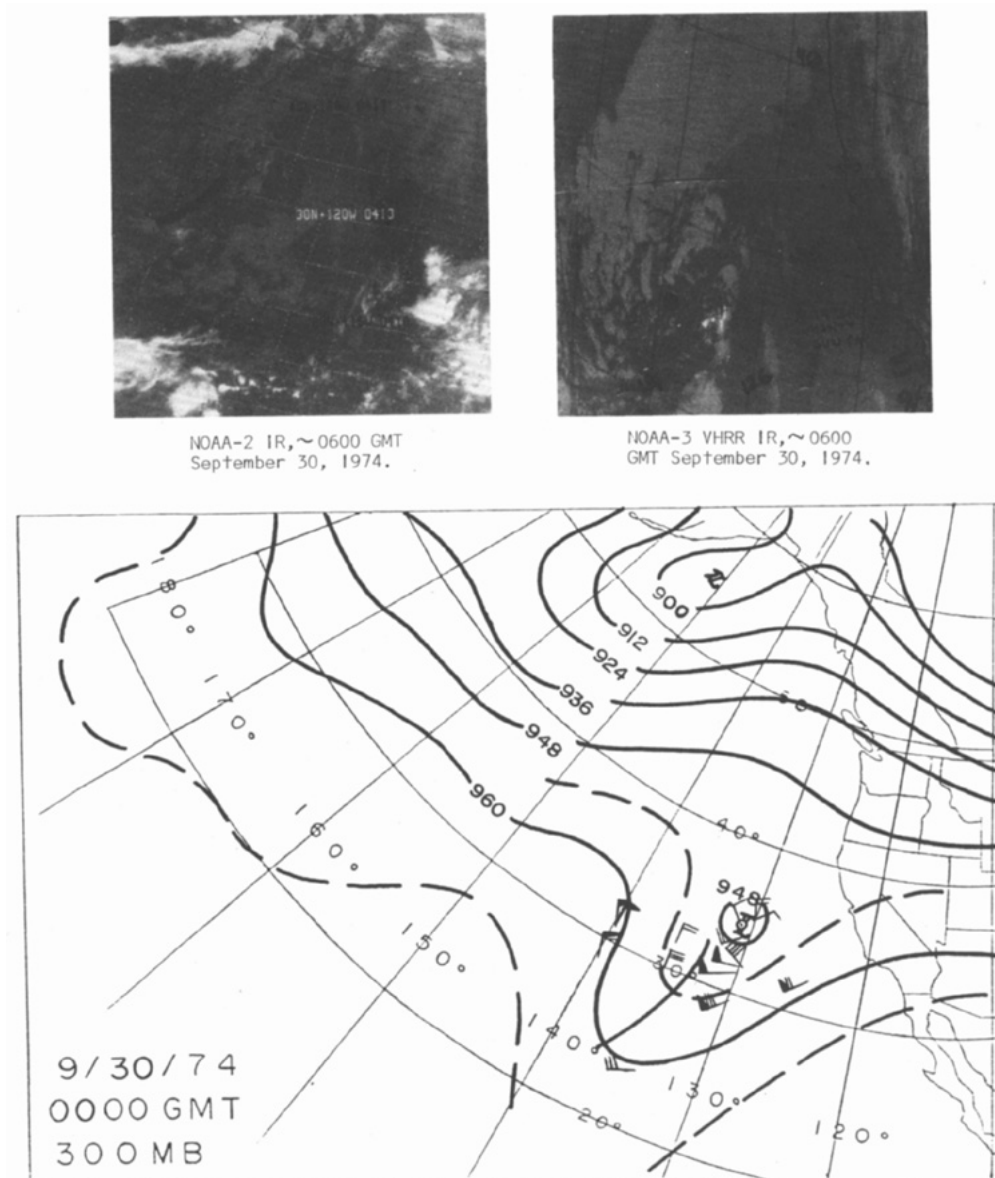 30N+120W 0413
NOAA-2 IR,~0600 GMT
September 30, 1974.
NOAA-3 VHRR IR,~0600
GMT September 30, 1974.
180°
170°
160°
150°
140°
130°
120°
20°
30°
40°
900
912
924
936
948
960
948
9/30/74
0000 GMT
300 MB